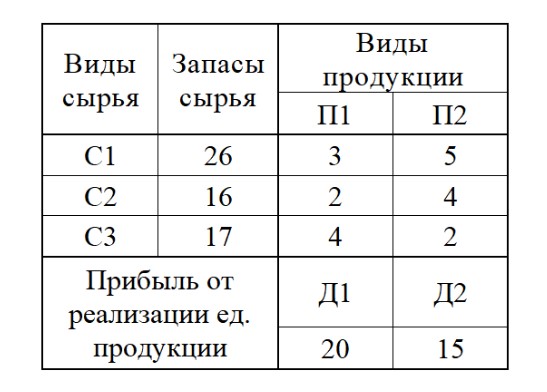 Виды сырья
Запасы сырья
Виды продукции
П1 П2
С1 26 3 5
С2 16 2 4
С3 17 4 2
Прибыль от
реализации ед.
продукции
Д1 Д2
20 15